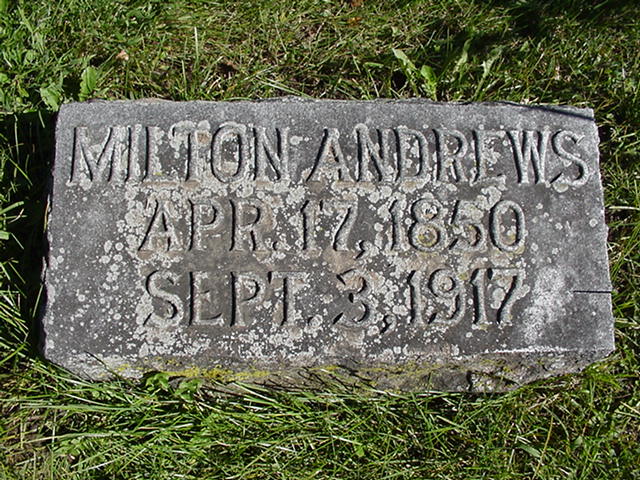 MILTON ANDREWS
APR. 17, 1850
SEPT. 3, 1917